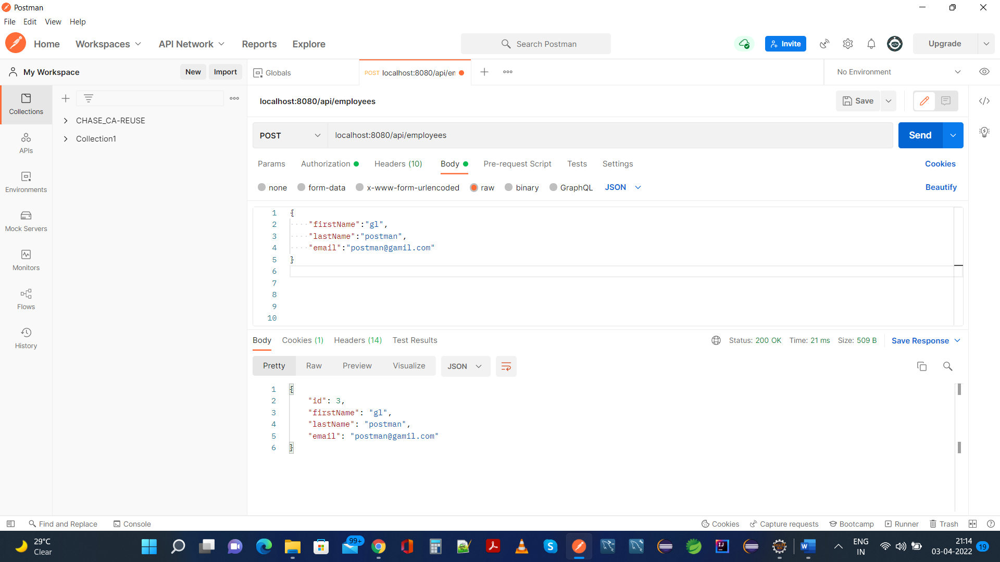 Postman
File Edit View Help
Home Workspaces API Network Reports Explore Search Postman Invite Upgrade
My Workspace New Import Globals POST localhost:8080/api/en No Environment
Collections
APIs
Environments
Mock Servers
Monitors
Flows
History
CHASE_CA-REUSE
Collection1
localhost:8080/api/employees Save
POST localhost:8080/api/employees Send
Params Authorization Headers (10) Body Pre-request Script Tests Settings Cookies
none form-data x-www-form-urlencoded raw binary GraphQL JSON Beautify
1 {
2 "firstName":"gl",
3 "lastName":"postman",
4 "email":"postman@gamil.com"
5 }
6
7
8
9
10
Body Cookies (1) Headers (14) Test Results Status: 200 OK Time: 21 ms Size: 509 B Save Response
Pretty Raw Preview Visualize JSON
1 {
2 "id": 3,
3 "firstName": "gl",
4 "lastName": "postman",
5 "email": "postman@gamil.com"
6 }
Find and Replace Console Cookies Capture requests Bootcamp Runner Trash
29°C
Clear
99+
ENG
IN
21:14
03-04-2022
19